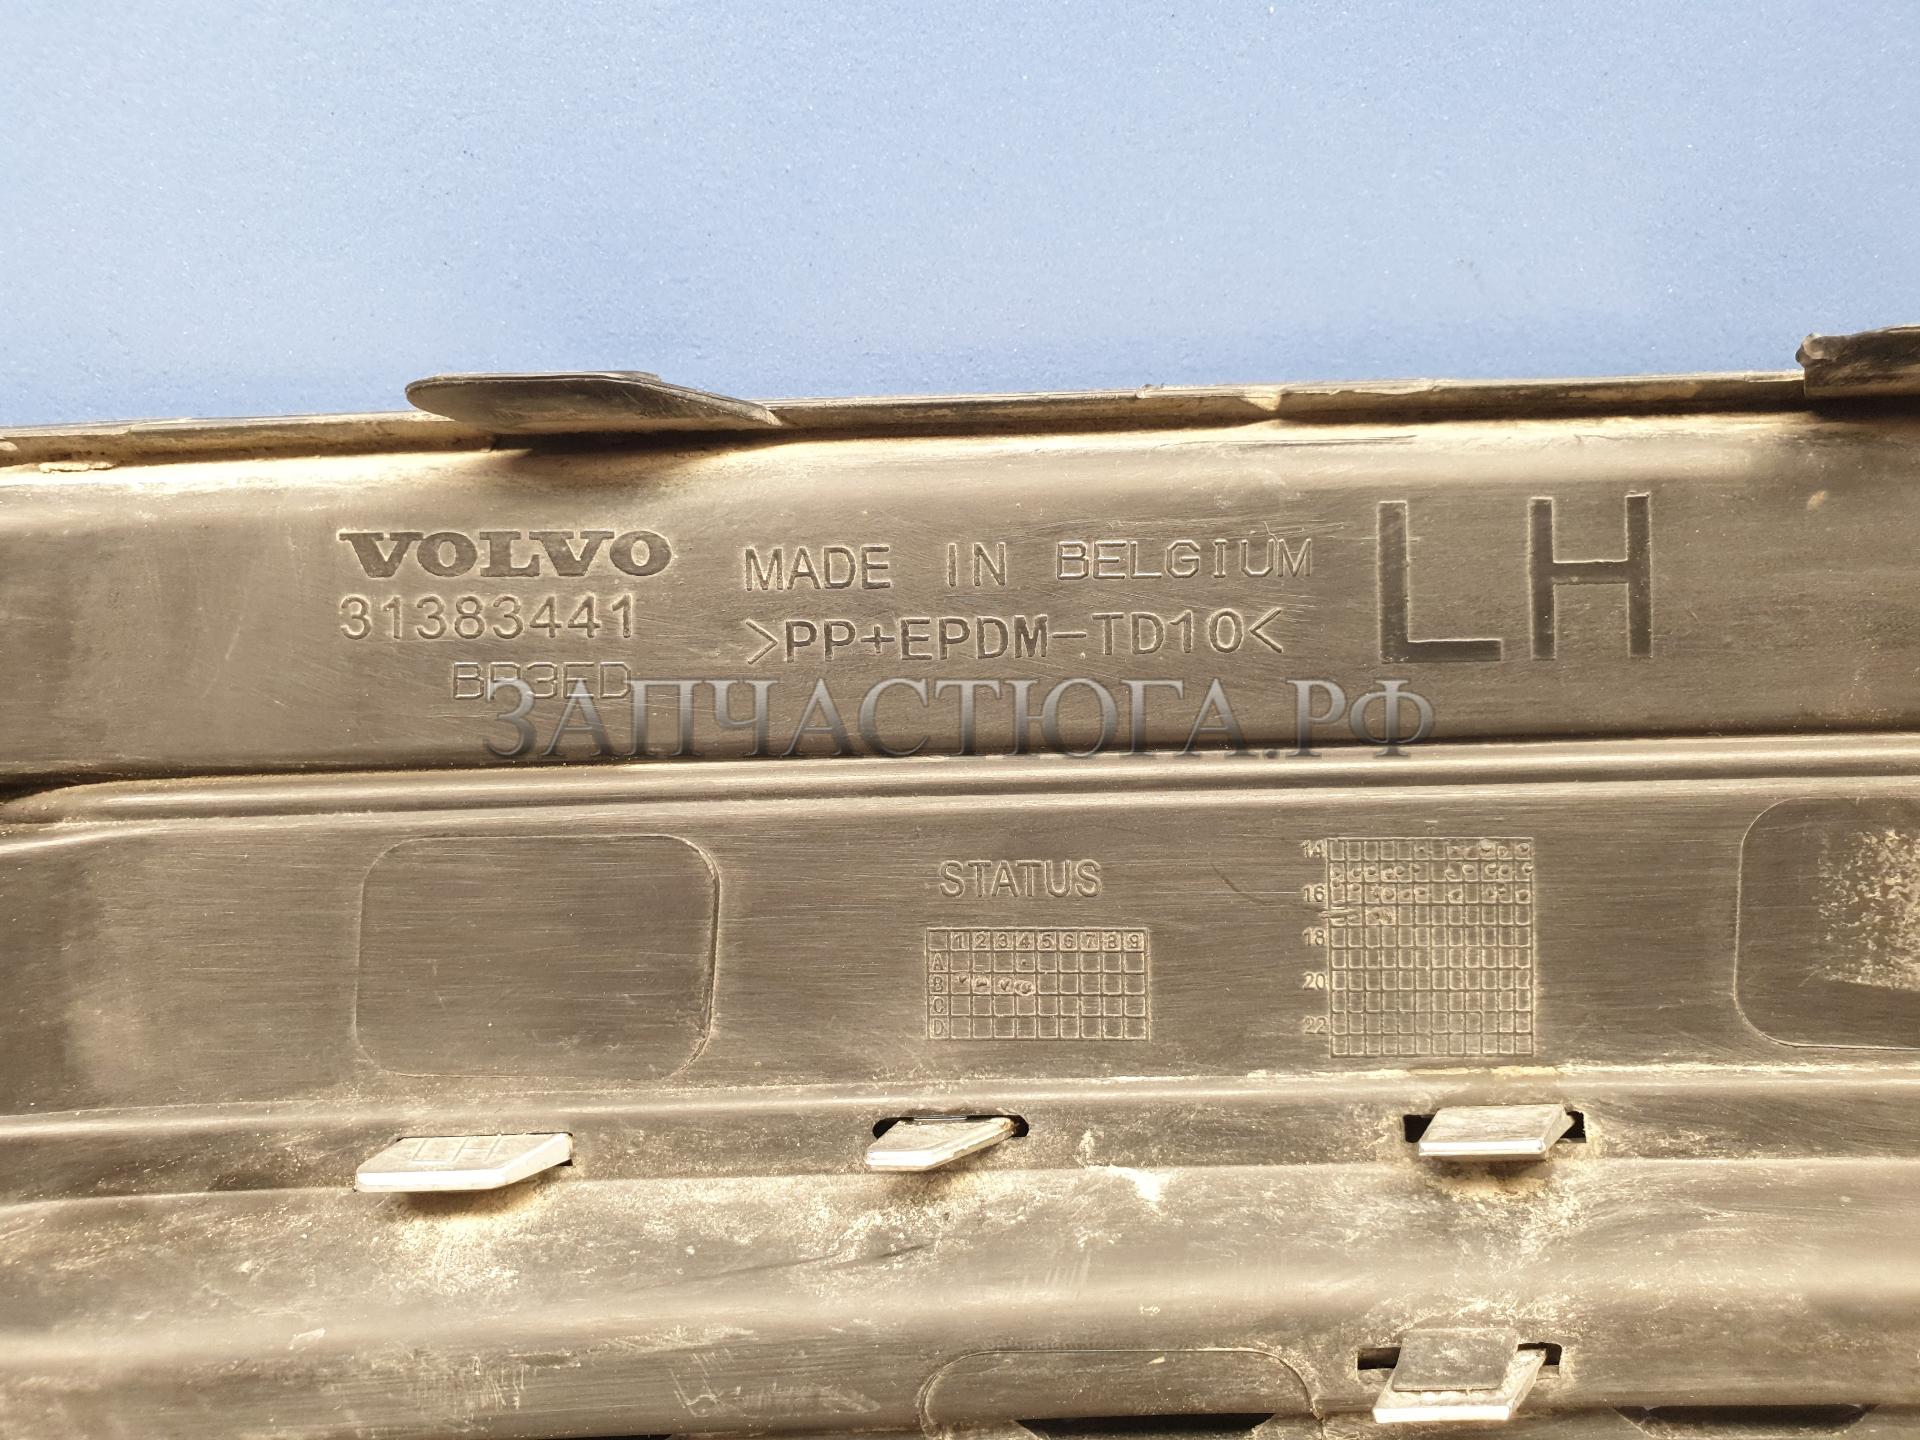 VOLVO
31383441
MADE IN BELGIUM
>PP+EPDM-TD10<
LH
ЗАПЧАСТЮГА.РФ
STATUS
1 2 3 4 5 6 7 8 9
A
B
C
D
14
16
18
20
22
LH